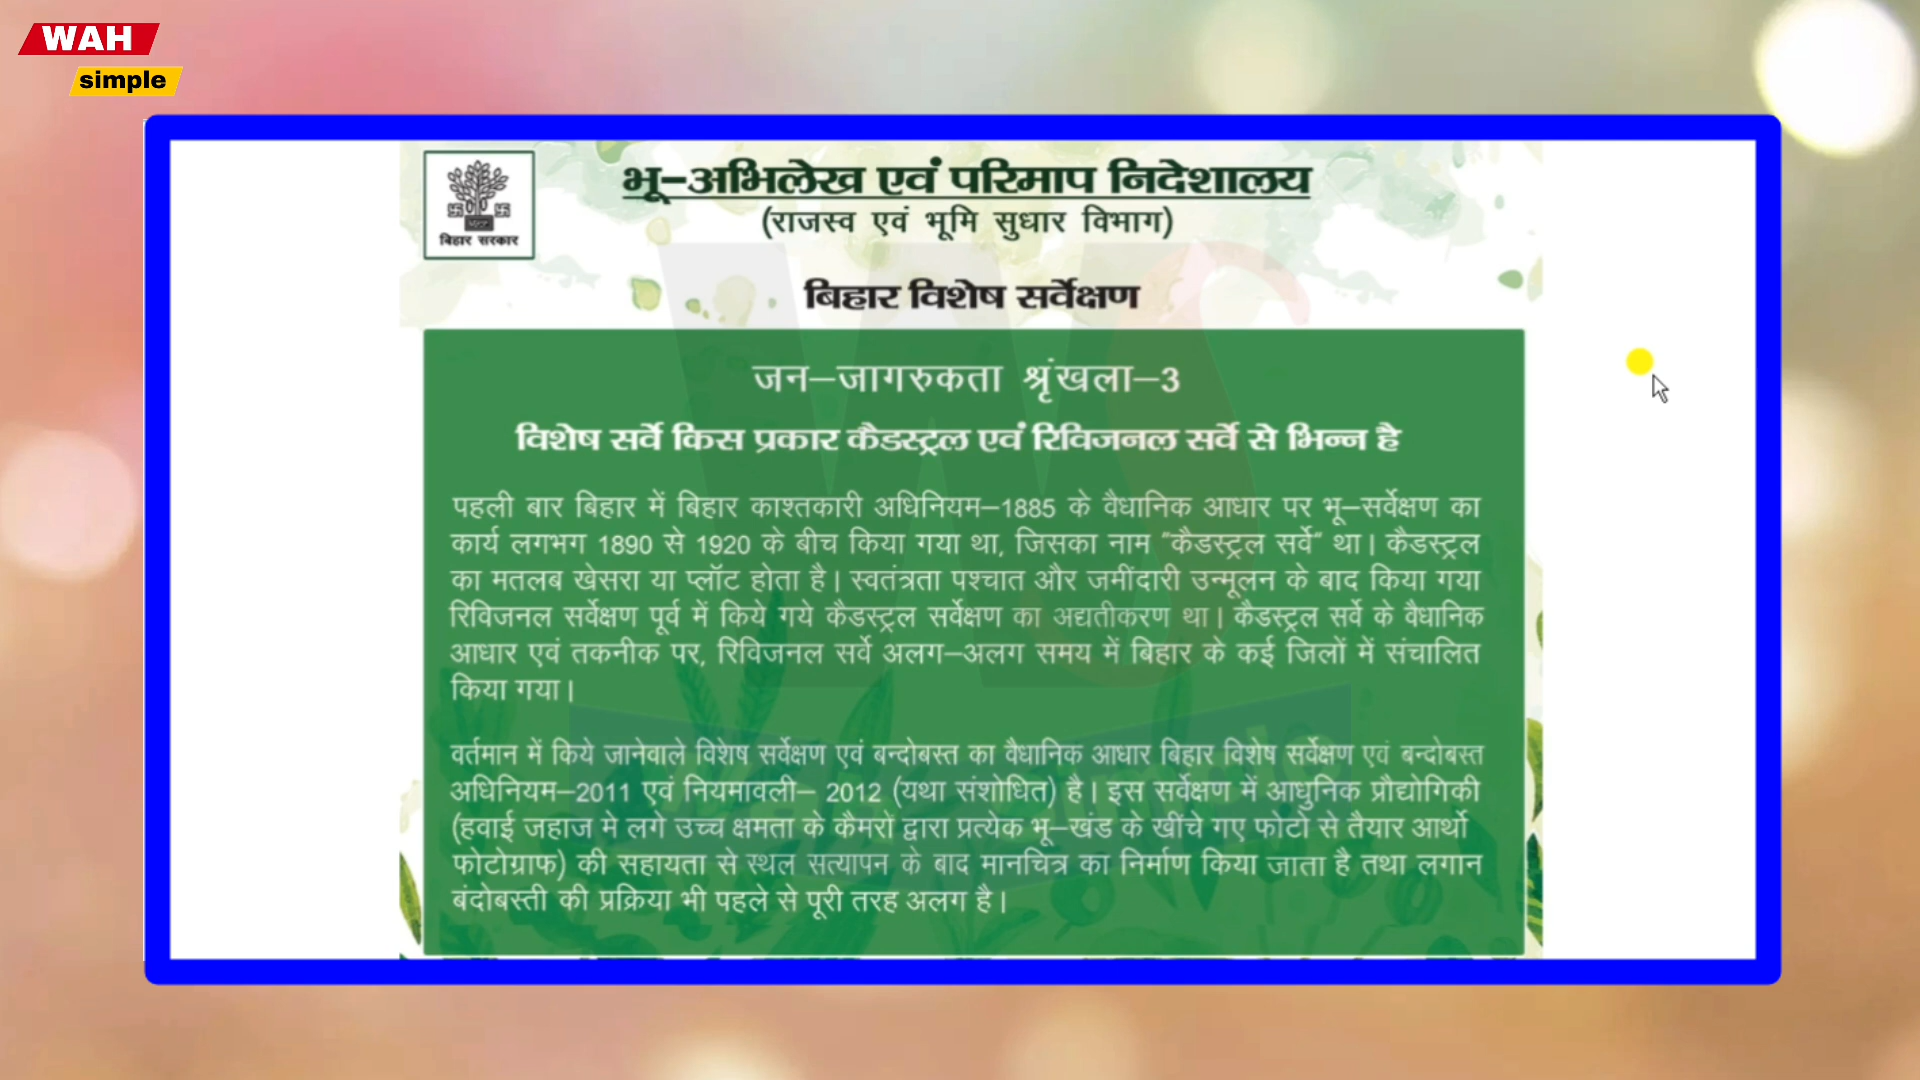 WAH
simple
बिहार सरकार
भू–अभिलेख एवं परिमाप निदेशालय
(राजस्व एवं भूमि सुधार विभाग)
बिहार विशेष सर्वेक्षण
जन–जागरुकता श्रृंखला–3
विशेष सर्वे किस प्रकार कैडस्ट्रल एवं रिविजनल सर्वे से भिन्न है
पहली बार बिहार में बिहार काश्तकारी अधिनियम–1885 के वैधानिक आधार पर भू–सर्वेक्षण का
कार्य लगभग 1890 से 1920 के बीच किया गया था, जिसका नाम "कैडस्ट्रल सर्वे" था। कैडस्ट्रल
का मतलब खेसरा या प्लॉट होता है। स्वतंत्रता पश्चात और जमींदारी उन्मूलन के बाद किया गया
रिविजनल सर्वेक्षण पूर्व में किये गये कैडस्ट्रल सर्वेक्षण का अद्यतीकरण था। कैडस्ट्रल सर्वे के वैधानिक
आधार एवं तकनीक पर, रिविजनल सर्वे अलग–अलग समय में बिहार के कई जिलों में संचालित
किया गया।
वर्तमान में किये जानेवाले विशेष सर्वेक्षण एवं बन्दोबस्त का वैधानिक आधार बिहार विशेष सर्वेक्षण एवं बन्दोबस्त
अधिनियम–2011 एवं नियमावली– 2012 (यथा संशोधित) है। इस सर्वेक्षण में आधुनिक प्रौद्योगिकी
(हवाई जहाज मे लगे उच्च क्षमता के कैमरों द्वारा प्रत्येक भू–खंड के खींचे गए फोटो से तैयार आर्थो
फोटोग्राफ) की सहायता से स्थल सत्यापन के बाद मानचित्र का निर्माण किया जाता है तथा लगान
बंदोबस्ती की प्रक्रिया भी पहले से पूरी तरह अलग है।